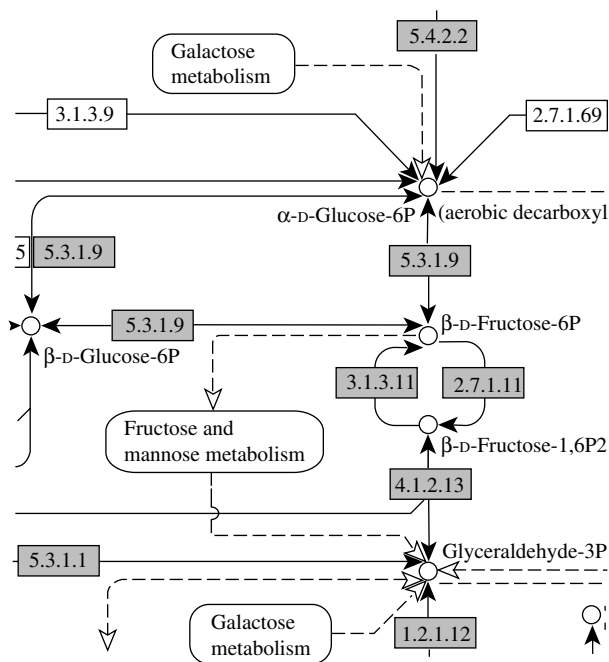 5.4.2.2
Galactose
metabolism
3.1.3.9
2.7.1.69
α-D-Glucose-6P
(aerobic decarboxyl
5
5.3.1.9
5.3.1.9
5.3.1.9
β-D-Fructose-6P
β-D-Glucose-6P
3.1.3.11
2.7.1.11
Fructose and
mannose metabolism
β-D-Fructose-1,6P2
4.1.2.13
5.3.1.1
Glyceraldehyde-3P
Galactose
metabolism
1.2.1.12